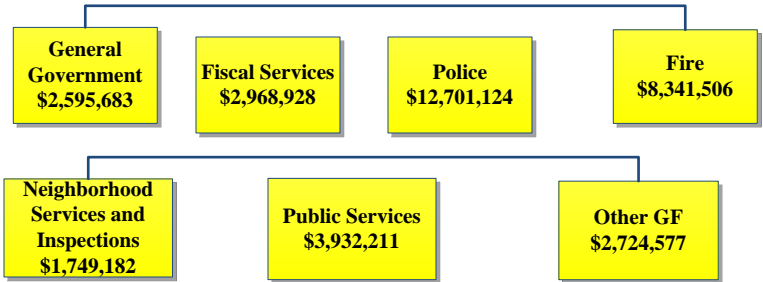 General
Government
$2,595,683
Fiscal Services
$2,968,928
Police
$12,701,124
Fire
$8,341,506
Neighborhood
Services and
Inspections
$1,749,182
Public Services
$3,932,211
Other GF
$2,724,577